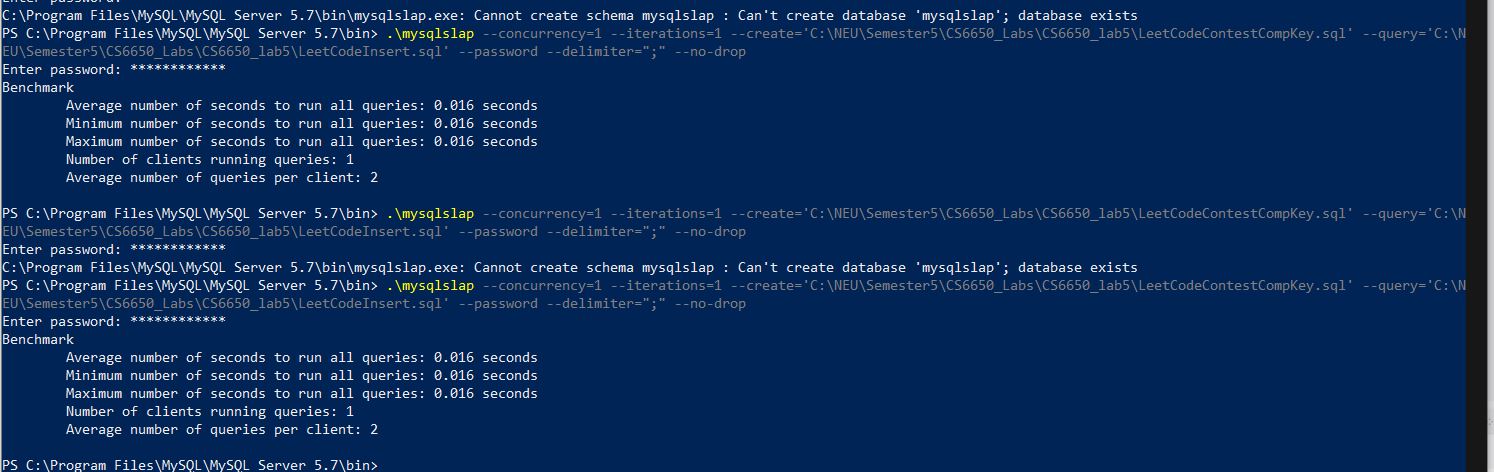 C:\Program Files\MySQL\MySQL Server 5.7\bin\mysqlslap.exe: Cannot create schema mysqlslap : Can't create database 'mysqlslap'; database exists
PS C:\Program Files\MySQL\MySQL Server 5.7\bin> .\mysqlslap --concurrency=1 --iterations=1 --create='C:\NEU\Semester5\CS6650_Labs\CS6650_lab5\LeetCodeContestCompKey.sql' --query='C:\N
EU\Semester5\CS6650_Labs\CS6650_lab5\LeetCodeInsert.sql' --password --delimiter=";" --no-drop
Enter password: ************
Benchmark
        Average number of seconds to run all queries: 0.016 seconds
        Minimum number of seconds to run all queries: 0.016 seconds
        Maximum number of seconds to run all queries: 0.016 seconds
        Number of clients running queries: 1
        Average number of queries per client: 2
PS C:\Program Files\MySQL\MySQL Server 5.7\bin> .\mysqlslap --concurrency=1 --iterations=1 --create='C:\NEU\Semester5\CS6650_Labs\CS6650_lab5\LeetCodeContestCompKey.sql' --query='C:\N
EU\Semester5\CS6650_Labs\CS6650_lab5\LeetCodeInsert.sql' --password --delimiter=";" --no-drop
Enter password: ************
C:\Program Files\MySQL\MySQL Server 5.7\bin\mysqlslap.exe: Cannot create schema mysqlslap : Can't create database 'mysqlslap'; database exists
PS C:\Program Files\MySQL\MySQL Server 5.7\bin> .\mysqlslap --concurrency=1 --iterations=1 --create='C:\NEU\Semester5\CS6650_Labs\CS6650_lab5\LeetCodeContestCompKey.sql' --query='C:\N
EU\Semester5\CS6650_Labs\CS6650_lab5\LeetCodeInsert.sql' --password --delimiter=";" --no-drop
Enter password: ************
Benchmark
        Average number of seconds to run all queries: 0.016 seconds
        Minimum number of seconds to run all queries: 0.016 seconds
        Maximum number of seconds to run all queries: 0.016 seconds
        Number of clients running queries: 1
        Average number of queries per client: 2
PS C:\Program Files\MySQL\MySQL Server 5.7\bin>